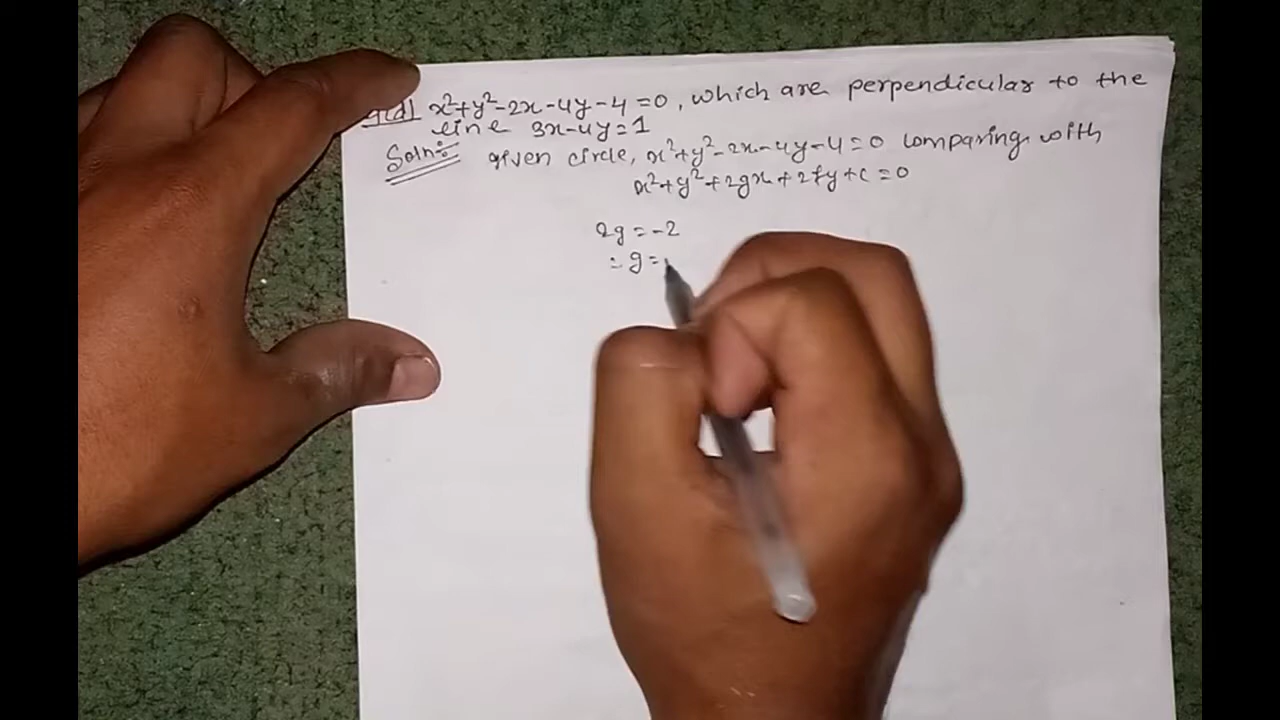 x²+y²-2x-4y-4=0, which are perpendicular to the
line 3x-4y=1
Soln:- given circle, x²+y²-2x-4y-4=0 comparing with
x²+y²+2gx+2fy+c=0
2g=-2
= g=